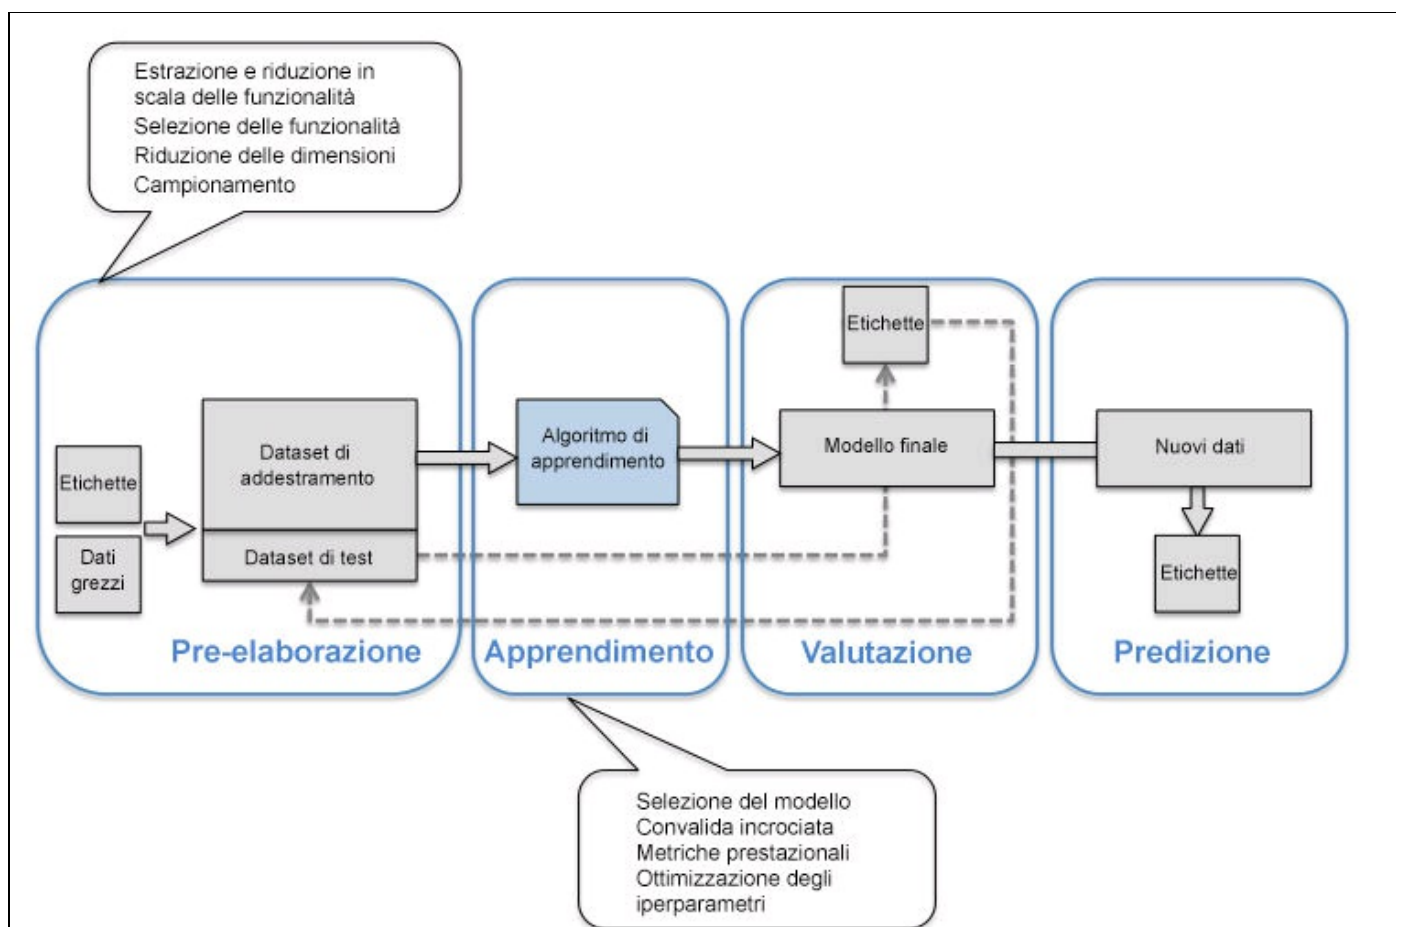 Estrazione e riduzione in
scala delle funzionalità
Selezione delle funzionalità
Riduzione delle dimensioni
Campionamento
Etichette
Dati
grezzi
Dataset di
addestramento
Dataset di test
Pre-elaborazione
Algoritmo di
apprendimento
Apprendimento
Etichette
Modello finale
Valutazione
Nuovi dati
Etichette
Predizione
Selezione del modello
Convalida incrociata
Metriche prestazionali
Ottimizzazione degli
iperparametri